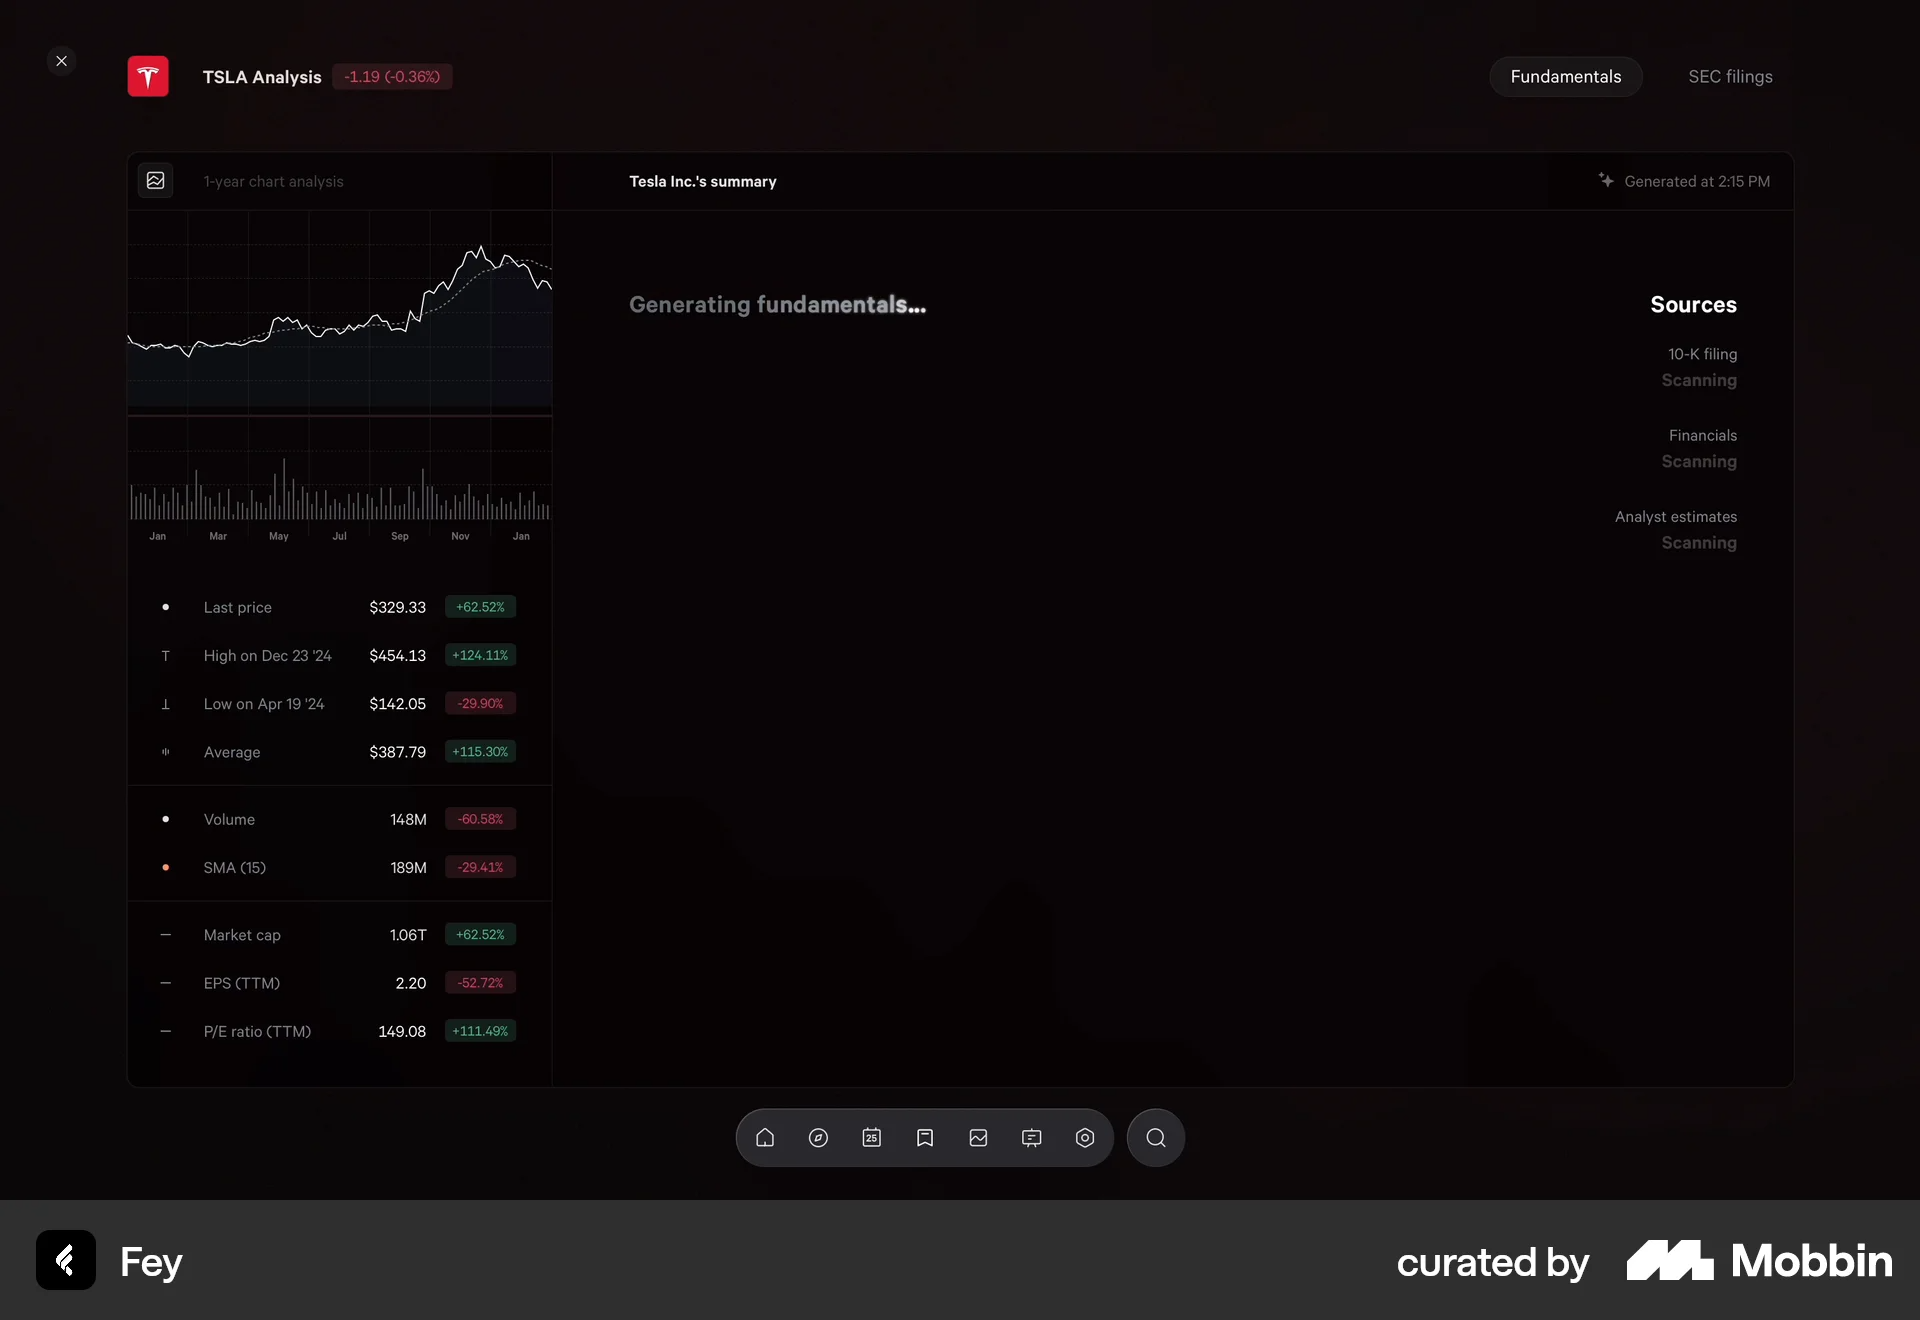 TSLA Analysis -1.19 (-0.36%)
Fundamentals
SEC filings
1-year chart analysis
Tesla Inc.'s summary
Generated at 2:15 PM
Generating fundamentals...
Sources
10-K filing
Scanning
Financials
Scanning
Analyst estimates
Scanning
Jan Mar May Jul Sep Nov Jan
Last price $329.33 +62.52%
High on Dec 23 '24 $454.13 +124.11%
Low on Apr 19 '24 $142.05 -29.90%
Average $387.79 +115.30%
Volume 148M -60.58%
SMA (15) 189M -29.41%
Market cap 1.06T +62.52%
EPS (TTM) 2.20 -52.72%
P/E ratio (TTM) 149.08 +111.49%
25
Fey
curated by Mobbin